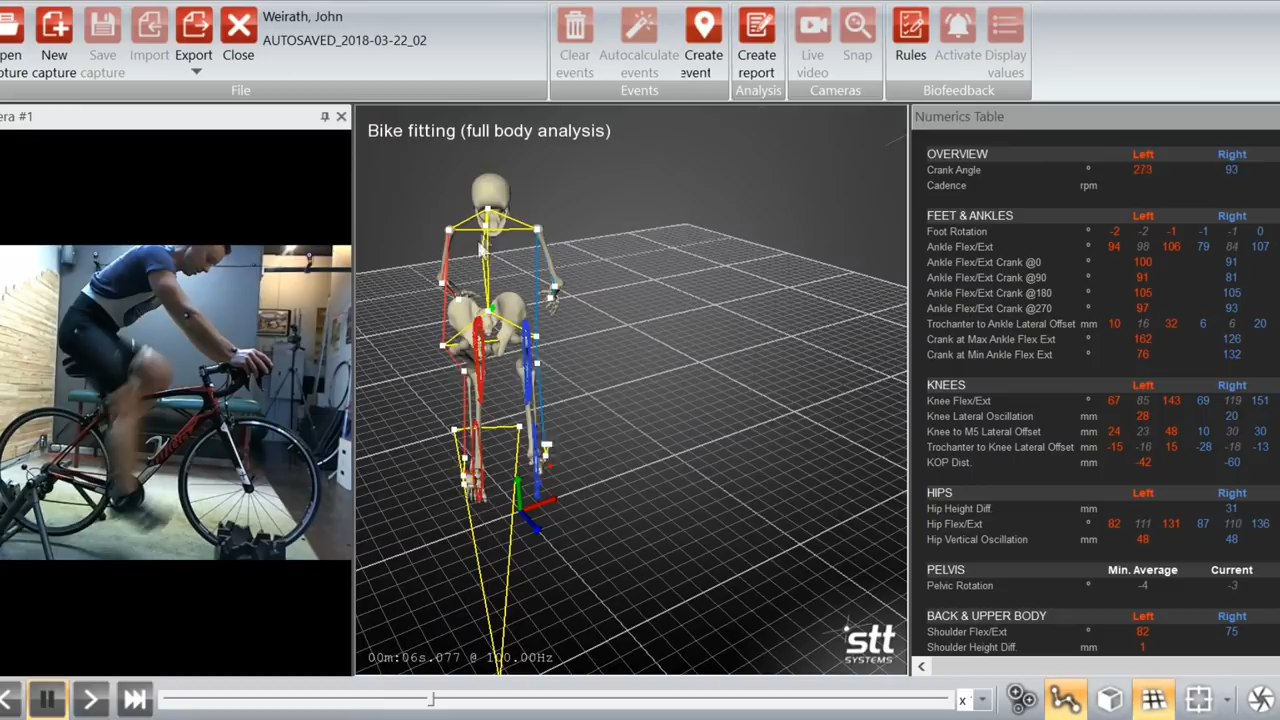 Weirath, John
AUTOSAVED_2018-03-22_02
pen New Save Import Export Close
pture capture capture
File
Clear Autocalculate Create
events events event
Events
Create
report
Analysis
Live Snap
video
Cameras
Rules Activate Display
values
Biofeedback
era #1
Bike fitting (full body analysis)
00m:06s.077 @ 100.00Hz
stt
SYSTEMS
Numerics Table
OVERVIEW Left Right
Crank Angle º 273 93
Cadence rpm
FEET & ANKLES Left Right
Foot Rotation º -2 -2 -1 -1 -1 0
Ankle Flex/Ext º 94 98 106 79 84 107
Ankle Flex/Ext Crank @0 º 100 91
Ankle Flex/Ext Crank @90 º 91 81
Ankle Flex/Ext Crank @180 º 105 105
Ankle Flex/Ext Crank @270 º 97 93
Trochanter to Ankle Lateral Offset mm 10 16 32 6 6 20
Crank at Max Ankle Flex Ext º 162 126
Crank at Min Ankle Flex Ext º 76 132
KNEES Left Right
Knee Flex/Ext º 67 85 143 69 119 151
Knee Lateral Oscillation mm 28 20
Knee to M5 Lateral Offset mm 24 23 48 10 30 30
Trochanter to Knee Lateral Offset mm -15 -16 15 -28 -18 -13
KOP Dist. mm -42 -60
HIPS Left Right
Hip Height Diff. mm 31
Hip Flex/Ext º 82 111 131 87 110 136
Hip Vertical Oscillation mm 48 48
PELVIS Min. Average Current
Pelvic Rotation º -4 -3
BACK & UPPER BODY Left Right
Shoulder Flex/Ext º 82 75
Shoulder Height Diff. mm 1
x